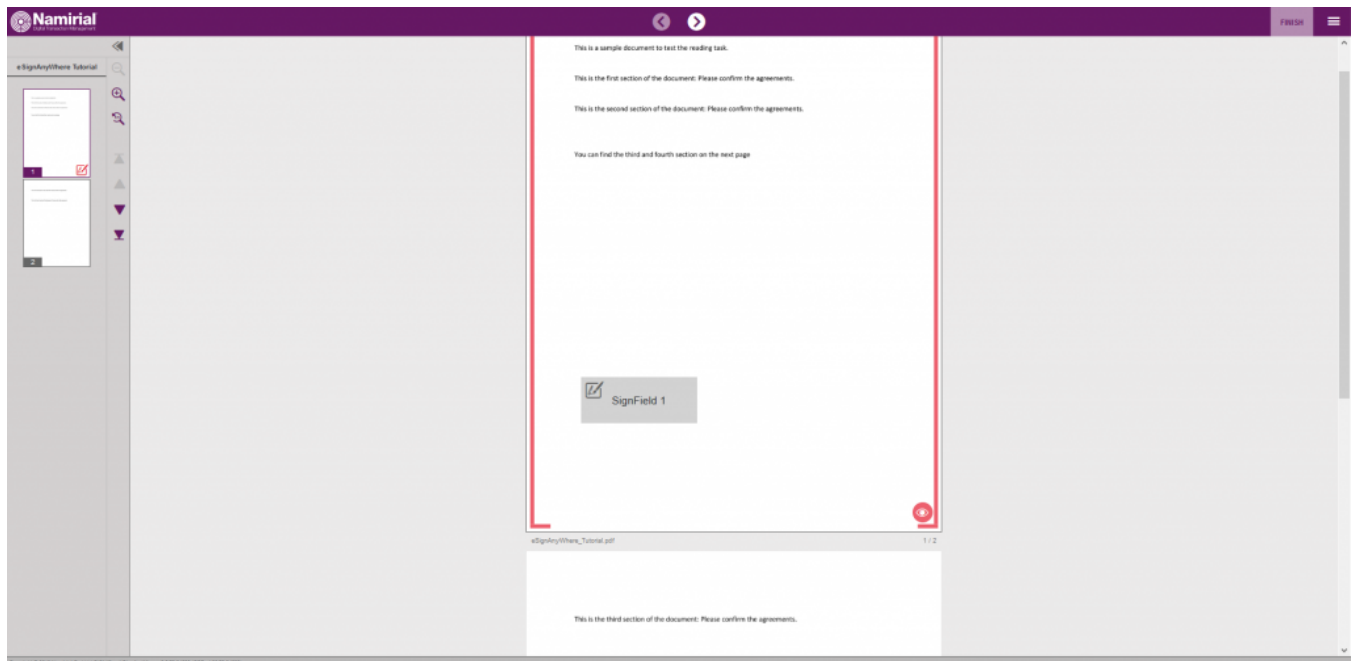 Namirial
Digital Transaction Management
FINISH
eSignAnyWhere Tutorial
1
2
This is a sample document to test the reading task.
This is the first section of the document: Please confirm the agreements.
This is the second section of the document: Please confirm the agreements.
You can find the third and fourth section on the next page
SignField 1
eSignAnyWhere_Tutorial.pdf
1 / 2
This is the third section of the document: Please confirm the agreements.